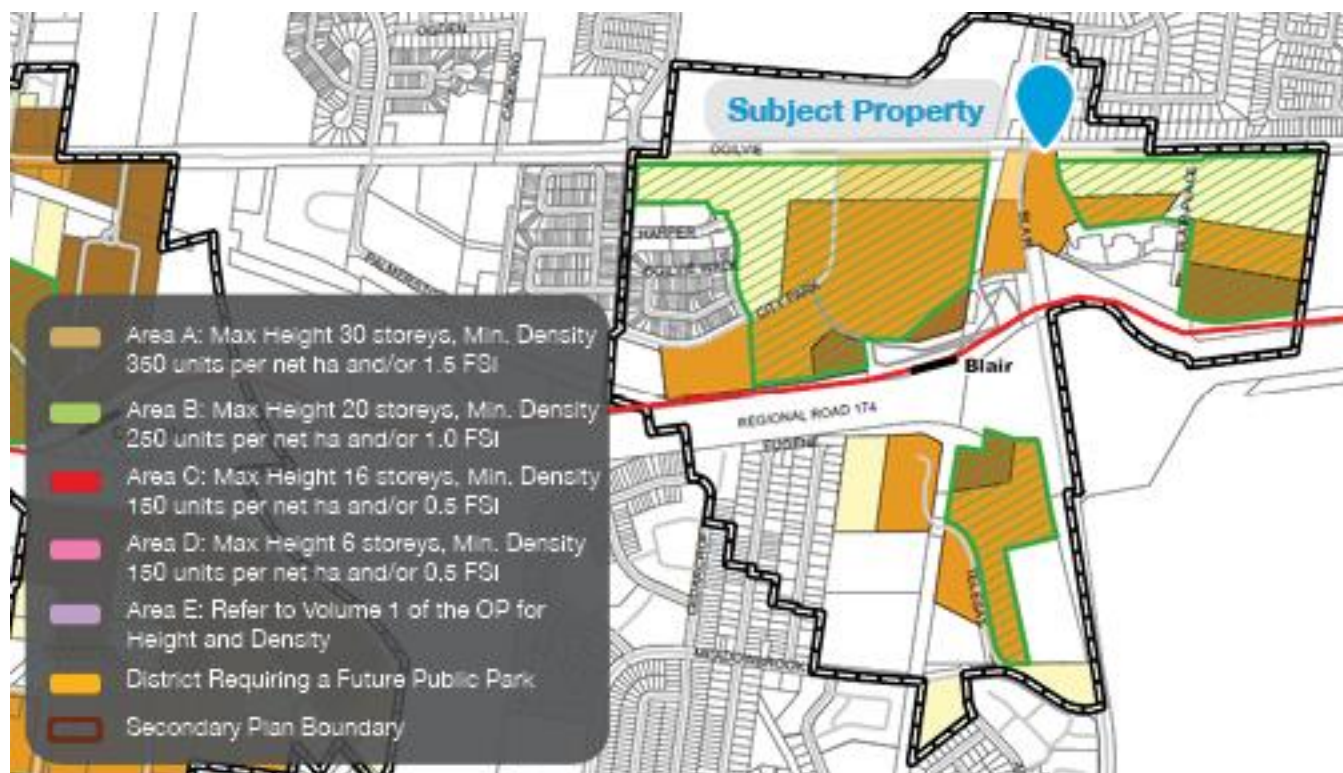 OGDEN
Subject Property
OGILVIE
BLAIR
HARPER
OGILVIE WALK
PALMERSTON
CITY PARK
Blair
REGIONAL ROAD 174
EUGENE
MEADOWBROOK
Area A: Max Height 30 storeys, Min. Density
350 units per net ha and/or 1.5 FSI
Area B: Max Height 20 storeys, Min. Density
250 units per net ha and/or 1.0 FSI
Area C: Max Height 16 storeys, Min. Density
150 units per net ha and/or 0.5 FSI
Area D: Max Height 6 storeys, Min. Density
150 units per net ha and/or 0.5 FSI
Area E: Refer to Volume 1 of the OP for
Height and Density
District Requiring a Future Public Park
Secondary Plan Boundary